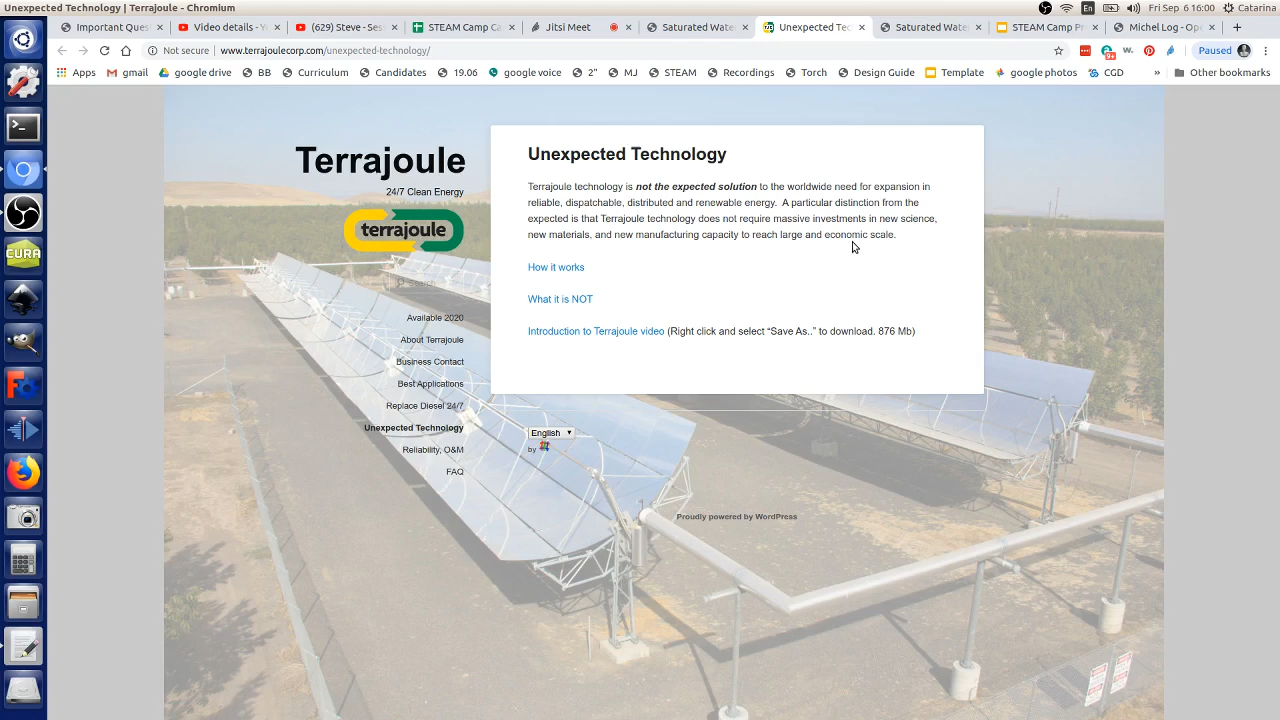 Unexpected Technology | Terrajoule - Chromium
En
Fri Sep 6 16:00
Catarina
Important Ques
Video details - Y
(629) Steve - Ses
STEAM Camp Ca
Jitsi Meet
Saturated Water
Unexpected Tec
Saturated Water
STEAM Camp Pr
Michel Log - Op
Not secure
www.terrajoulecorp.com/unexpected-technology/
9+
W.
Paused
Apps
gmail
google drive
BB
Curriculum
Candidates
19.06
google voice
2"
MJ
STEAM
Recordings
Torch
Design Guide
Template
google photos
CGD
»
Other bookmarks
CURA
Terrajoule
24/7 Clean Energy
terrajoule
Search
Available 2020
About Terrajoule
Business Contact
Best Applications
Replace Diesel 24/7
Unexpected Technology
Reliability, O&M
FAQ
Unexpected Technology
Terrajoule technology is not the expected solution to the worldwide need for expansion in
reliable, dispatchable, distributed and renewable energy.  A particular distinction from the
expected is that Terrajoule technology does not require massive investments in new science,
new materials, and new manufacturing capacity to reach large and economic scale.
How it works
What it is NOT
Introduction to Terrajoule video (Right click and select “Save As..” to download. 876 Mb)
English
by
Proudly powered by WordPress